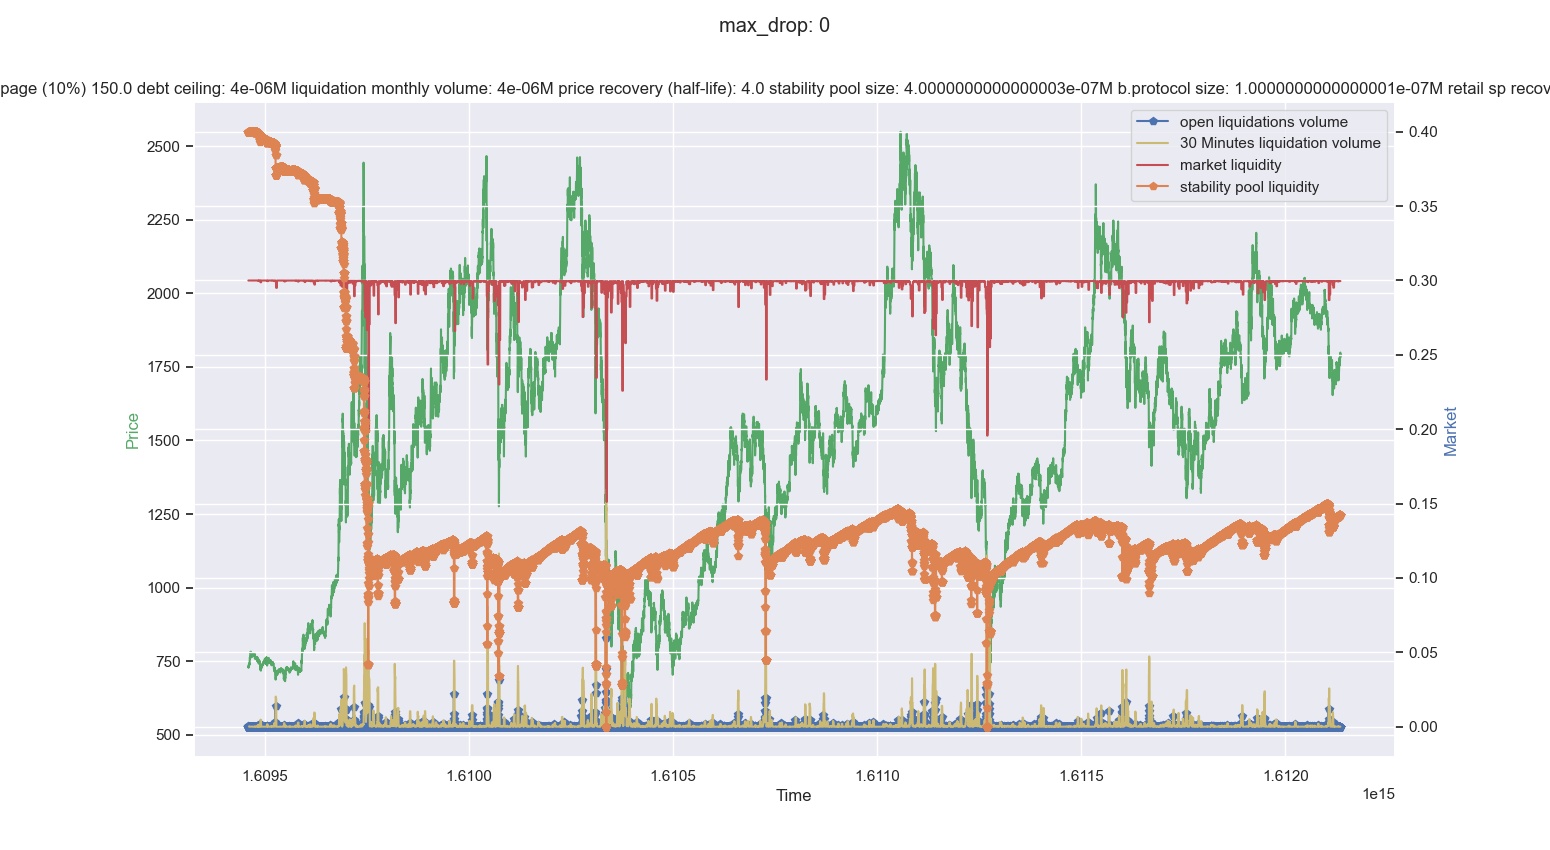 max_drop: 0
page (10%) 150.0 debt ceiling: 4e-06M liquidation monthly volume: 4e-06M price recovery (half-life): 4.0 stability pool size: 4.0000000000000003e-07M b.protocol size: 1.0000000000000001e-07M retail sp recov
open liquidations volume
30 Minutes liquidation volume
market liquidity
stability pool liquidity
2500
2250
2000
1750
1500
1250
1000
750
500
Price
0.40
0.35
0.30
0.25
0.20
0.15
0.10
0.05
0.00
Market
1.6095 1.6100 1.6105 1.6110 1.6115 1.6120
Time
1e15